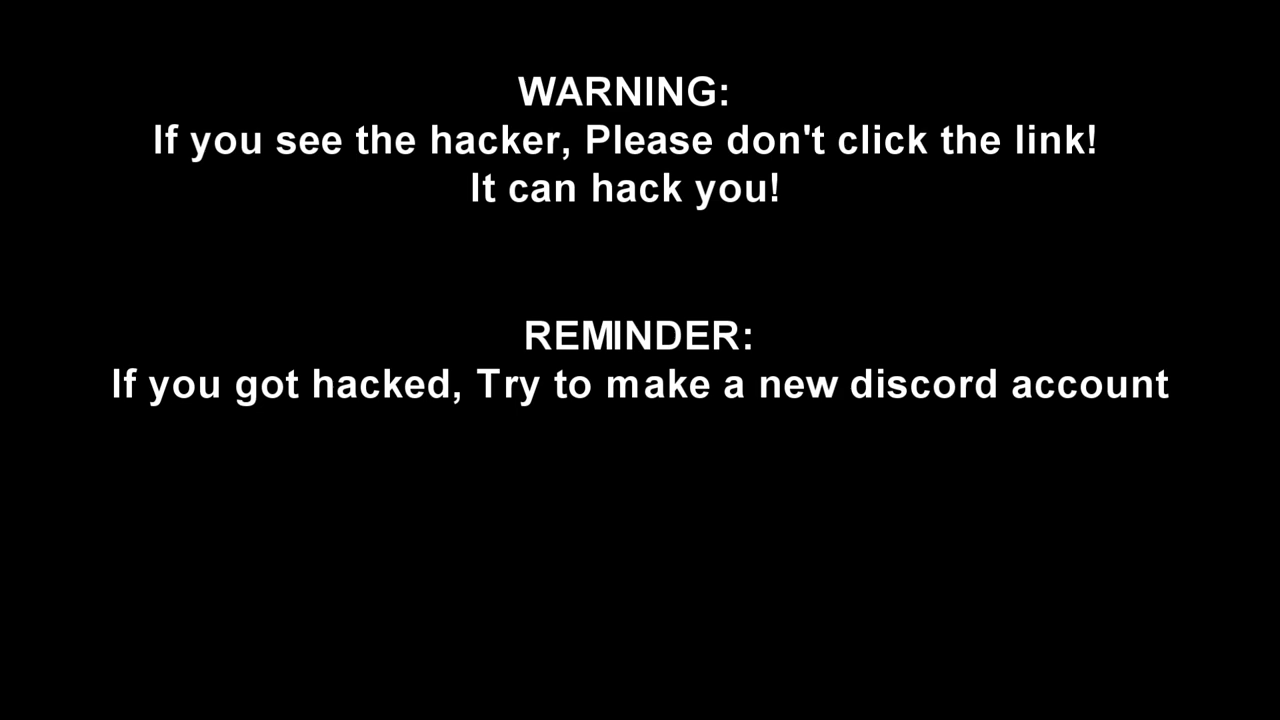 WARNING:
If you see the hacker, Please don't click the link!
It can hack you!
REMINDER:
If you got hacked, Try to make a new discord account